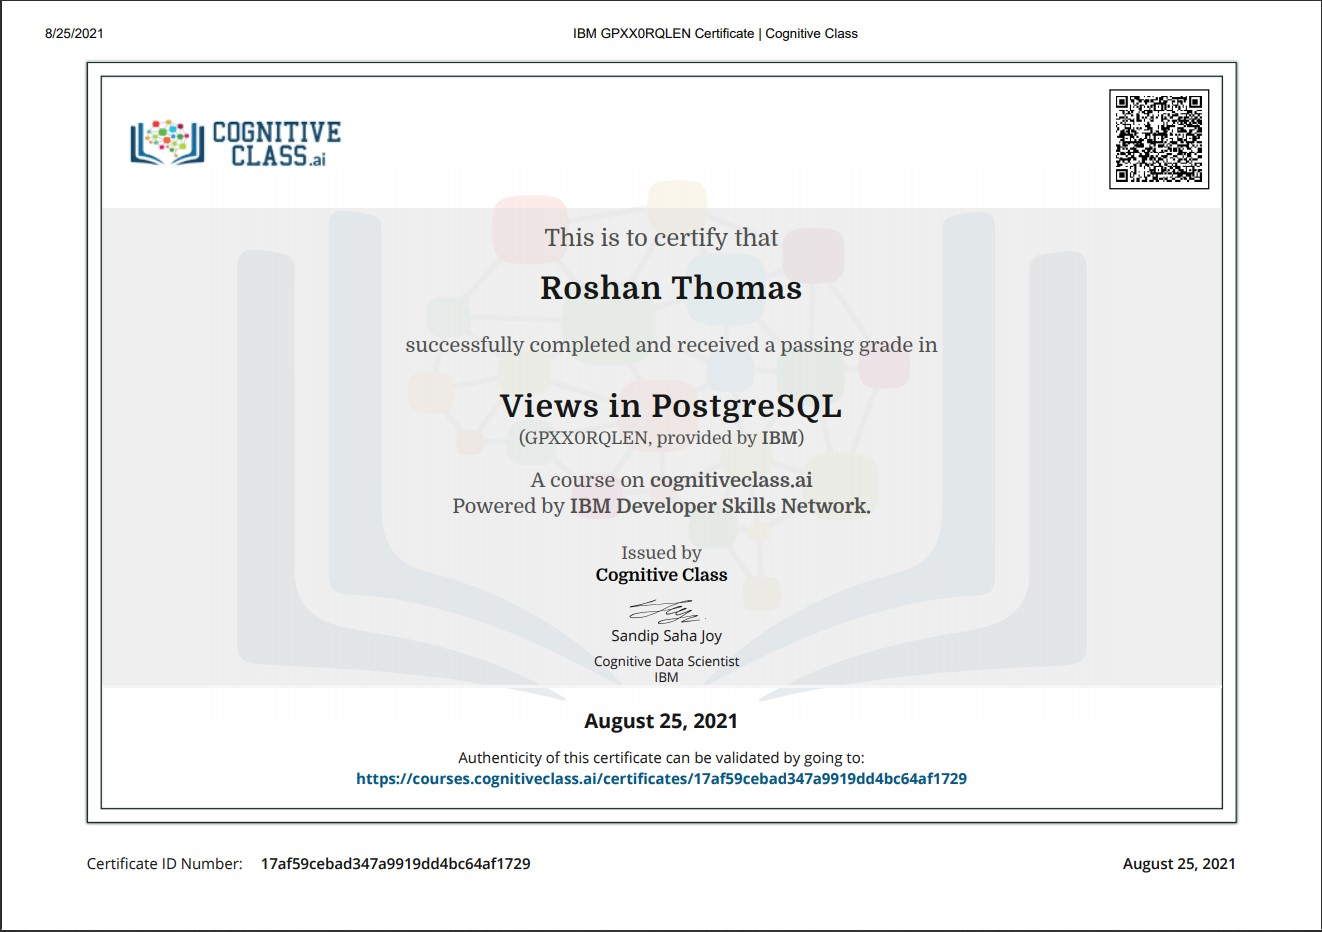 8/25/2021
IBM GPXX0RQLEN Certificate | Cognitive Class
COGNITIVE
CLASS.ai
This is to certify that
Roshan Thomas
successfully completed and received a passing grade in
Views in PostgreSQL
(GPXX0RQLEN, provided by IBM)
A course on cognitiveclass.ai
Powered by IBM Developer Skills Network.
Issued by
Cognitive Class
Sandip Saha Joy
Cognitive Data Scientist
IBM
August 25, 2021
Authenticity of this certificate can be validated by going to:
https://courses.cognitiveclass.ai/certificates/17af59cebad347a9919dd4bc64af1729
Certificate ID Number: 17af59cebad347a9919dd4bc64af1729
August 25, 2021